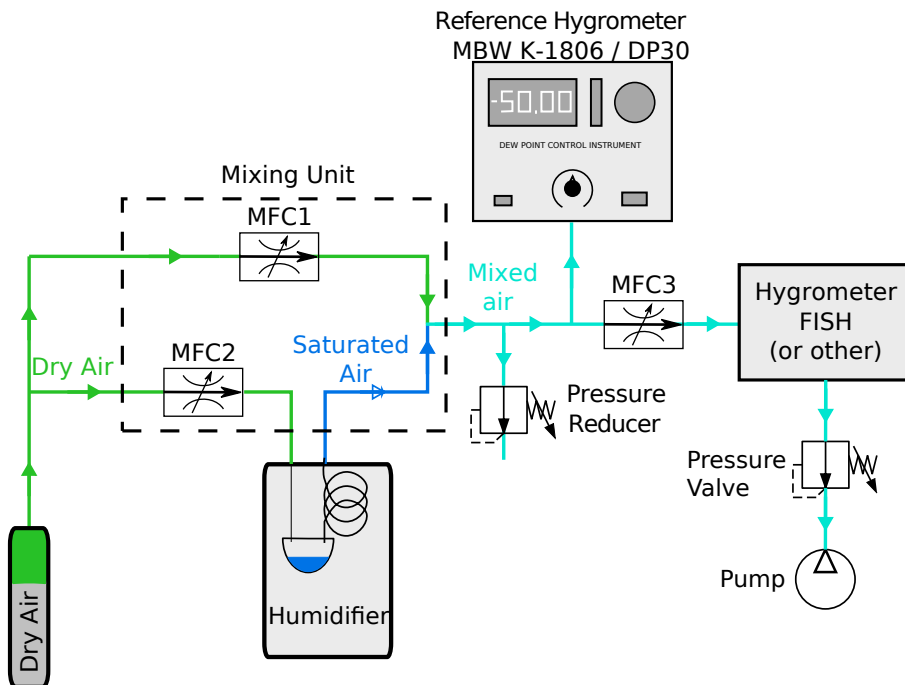 Reference Hygrometer
MBW K-1806 / DP30
-50,00
DEW POINT CONTROL INSTRUMENT
Mixing Unit
MFC1
Mixed
air
MFC3
Hygrometer
FISH
(or other)
Dry Air
MFC2
Saturated
Air
Pressure
Reducer
Pressure
Valve
Pump
Humidifier
Dry Air